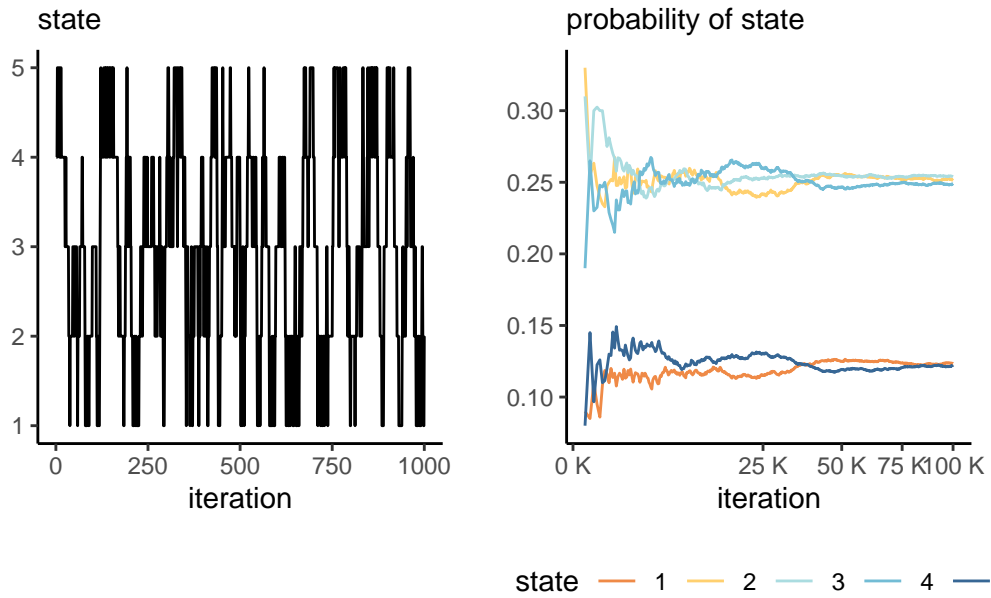 state
5
4
3
2
1
0 250 500 750 1000
iteration
probability of state
0.30
0.25
0.20
0.15
0.10
0 K 25 K 50 K 75 K 100 K
iteration
state 1 2 3 4